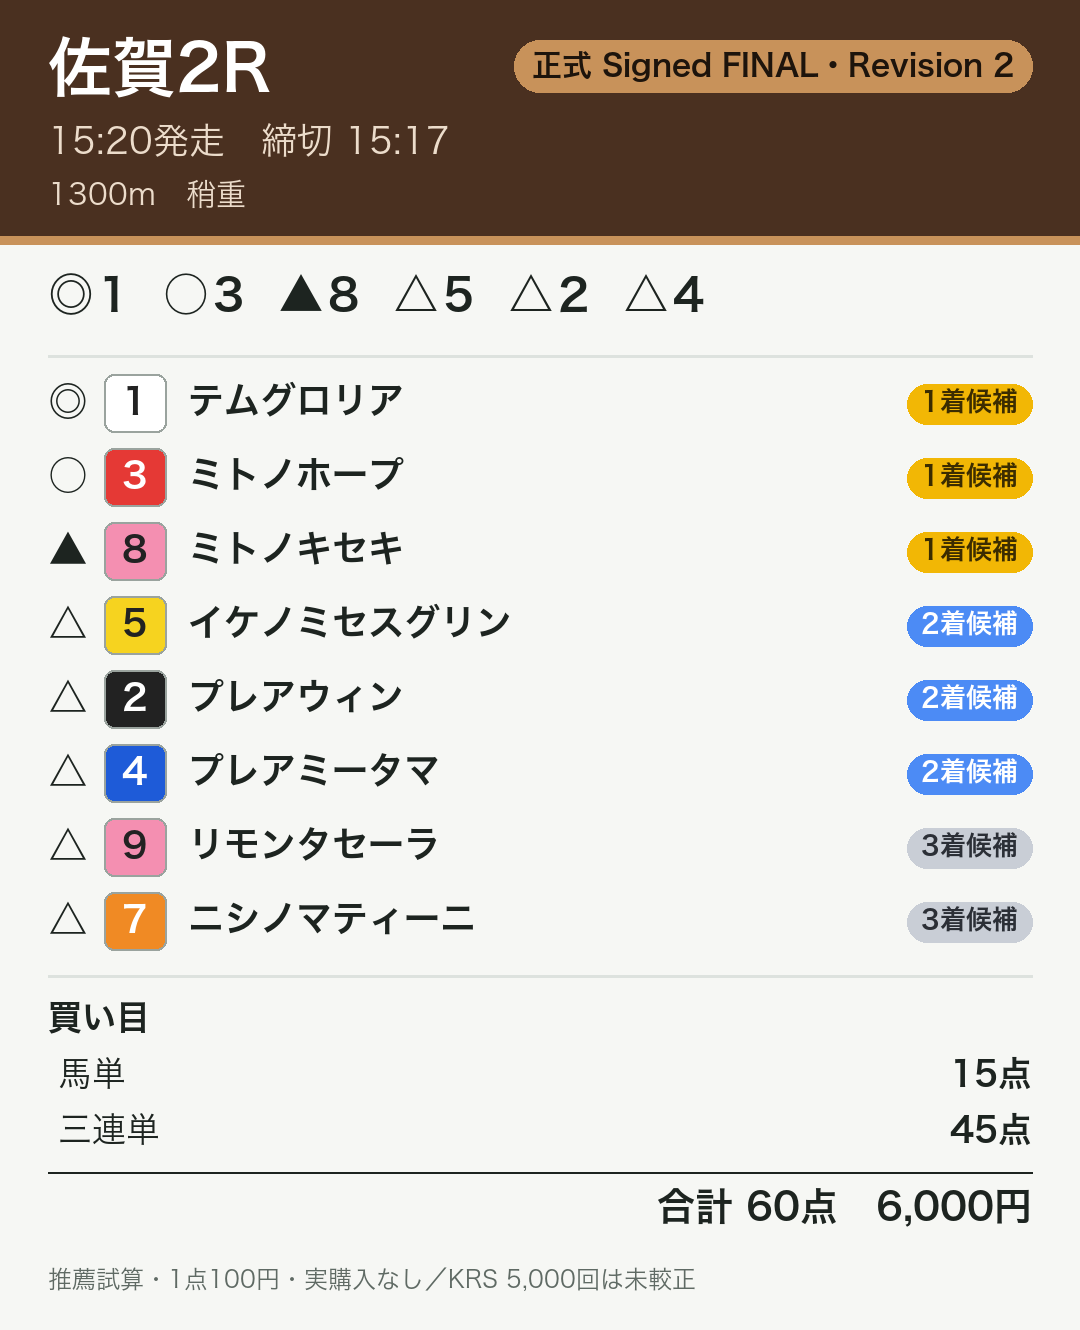 佐賀2R 正式 Signed FINAL・Revision 2
15:20発走　締切 15:17
1300m　稍重
◎1 ○3 ▲8 △5 △2 △4
◎ 1 テムグロリア 1着候補
○ 3 ミトノホープ 1着候補
▲ 8 ミトノキセキ 1着候補
△ 5 イケノミセスグリン 2着候補
△ 2 プレアウィン 2着候補
△ 4 プレアミータマ 2着候補
△ 9 リモンタセーラ 3着候補
△ 7 ニシノマティーニ 3着候補
買い目
馬単 15点
三連単 45点
合計 60点　6,000円
推薦試算・1点100円・実購入なし／KRS 5,000回は未較正